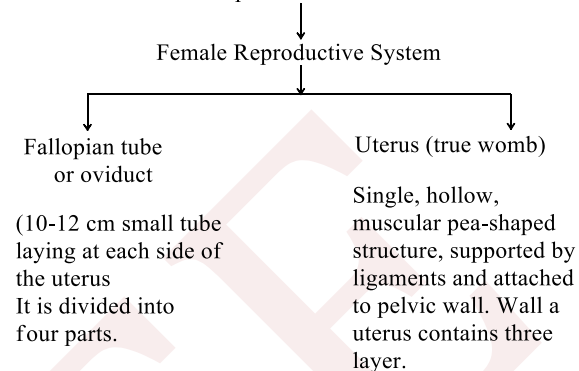 Female Reproductive System
Fallopian tube
or oviduct
(10-12 cm small tube
laying at each side of
the uterus
It is divided into
four parts.
Uterus (true womb)
Single, hollow,
muscular pea-shaped
structure, supported by
ligaments and attached
to pelvic wall. Wall a
uterus contains three
layer.